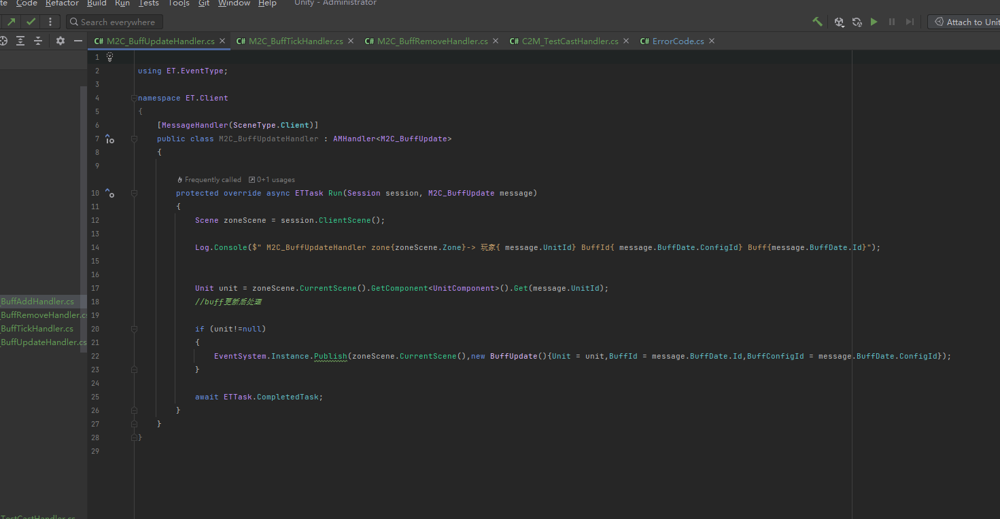 te Code Refactor Build Run Tests Tools Git Window Help Unity - Administrator
Search everywhere Attach to Unit
C# M2C_BuffUpdateHandler.cs C# M2C_BuffTickHandler.cs C# M2C_BuffRemoveHandler.cs C# C2M_TestCastHandler.cs C# ErrorCode.cs
1
2 using ET.EventType;
3
4 namespace ET.Client
5 {
6 [MessageHandler(SceneType.Client)]
7 public class M2C_BuffUpdateHandler : AMHandler<M2C_BuffUpdate>
8 {
9
Frequently called 0+1 usages
10 protected override async ETTask Run(Session session, M2C_BuffUpdate message)
11 {
12 Scene zoneScene = session.ClientScene();
13
14 Log.Console($" M2C_BuffUpdateHandler zone{zoneScene.Zone}-> 玩家{ message.UnitId} BuffId{ message.BuffDate.ConfigId} Buff{message.BuffDate.Id}");
15
16
17 Unit unit = zoneScene.CurrentScene().GetComponent<UnitComponent>().Get(message.UnitId);
18 //buff更新后处理
19
20 if (unit!=null)
21 {
22 EventSystem.Instance.Publish(zoneScene.CurrentScene(),new BuffUpdate(){Unit = unit,BuffId = message.BuffDate.Id,BuffConfigId = message.BuffDate.ConfigId});
23 }
24
25 await ETTask.CompletedTask;
26 }
27 }
28 }
29
_BuffAddHandler.cs
_BuffRemoveHandler.cs
_BuffTickHandler.cs
_BuffUpdateHandler.cs
_TestCastHandler.cs